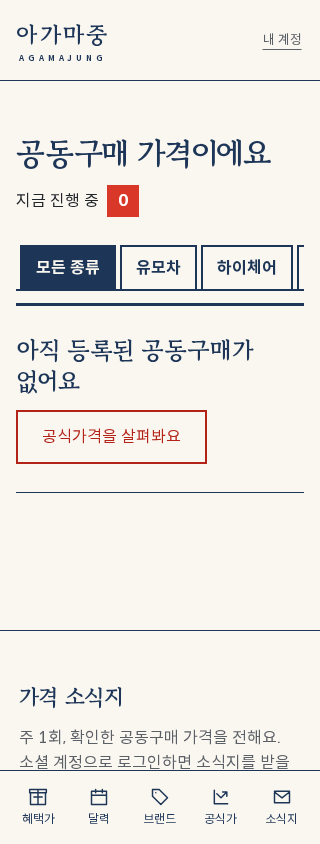 아가마중
AGAMAJUNG
내 계정
공동구매 가격이에요
지금 진행 중 0
모든 종류 유모차 하이체어
아직 등록된 공동구매가
없어요
공식가격을 살펴봐요
가격 소식지
주 1회, 확인한 공동구매 가격을 전해요.
소셜 계정으로 로그인하면 소식지를 받을
혜택가 달력 브랜드 공식가 소식지